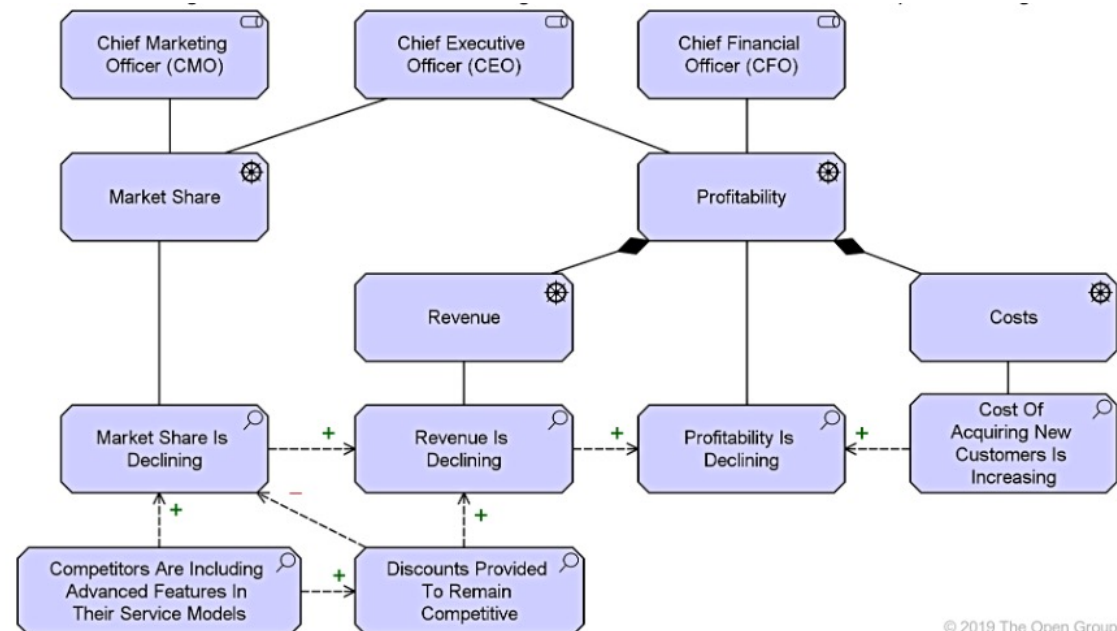 Chief Marketing
Officer (CMO)
Chief Executive
Officer (CEO)
Chief Financial
Officer (CFO)
Market Share
Profitability
Revenue
Costs
Market Share Is
Declining
+
Revenue Is
Declining
+
Profitability Is
Declining
+
Cost Of
Acquiring New
Customers Is
Increasing
+
–
+
Competitors Are Including
Advanced Features In
Their Service Models
+
Discounts Provided
To Remain
Competitive
© 2019 The Open Group